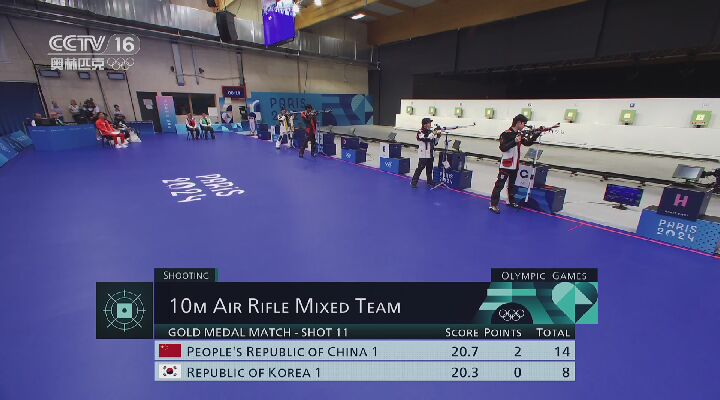 CCTV 16
奥林匹克
PARIS
PARIS
2024
C
H
PARIS
2024
SHOOTING
OLYMPIC GAMES
10M AIR RIFLE MIXED TEAM
GOLD MEDAL MATCH - SHOT 11 SCORE POINTS TOTAL
PEOPLE'S REPUBLIC OF CHINA 1 20.7 2 14
REPUBLIC OF KOREA 1 20.3 0 8